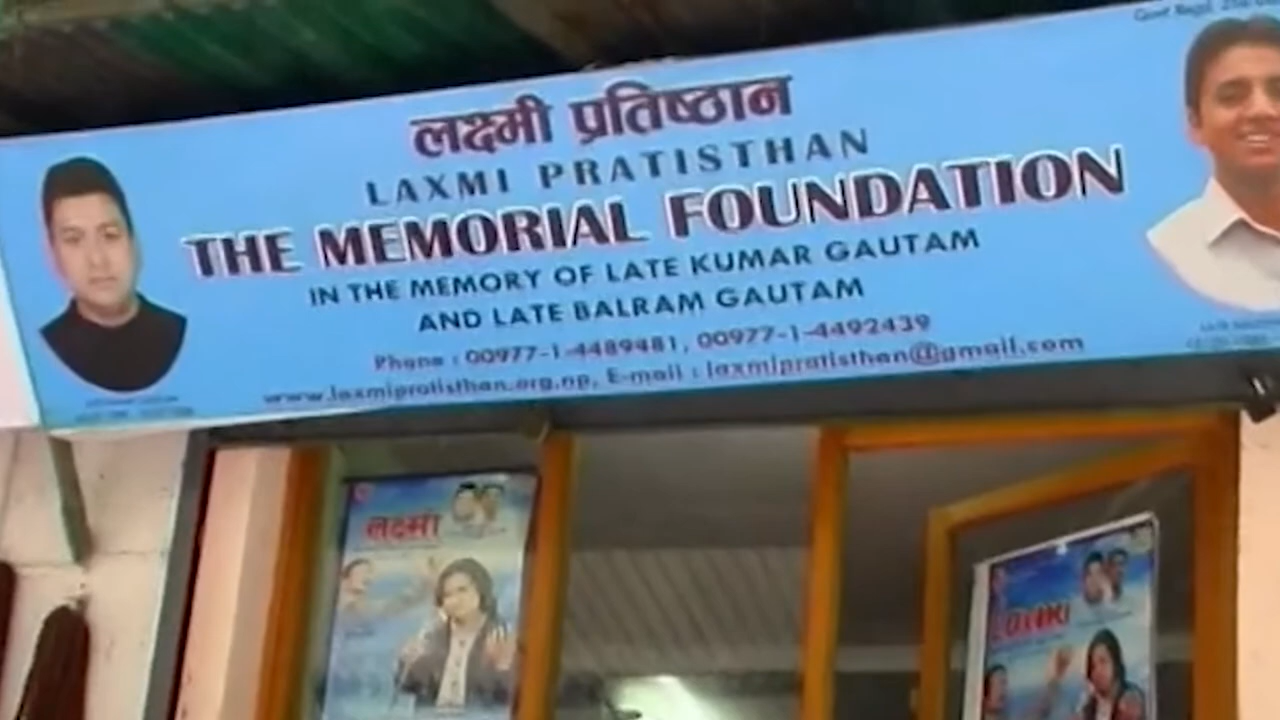 लक्ष्मी प्रतिष्ठान
LAXMI PRATISTHAN
THE MEMORIAL FOUNDATION
IN THE MEMORY OF LATE KUMAR GAUTAM
AND LATE BALRAM GAUTAM
Phone : 00977-1-4489481, 00977-1-4492439
www.laxmipratisthan.org.np, E-mail : laxmipratisthan@gmail.com
लक्ष्मी